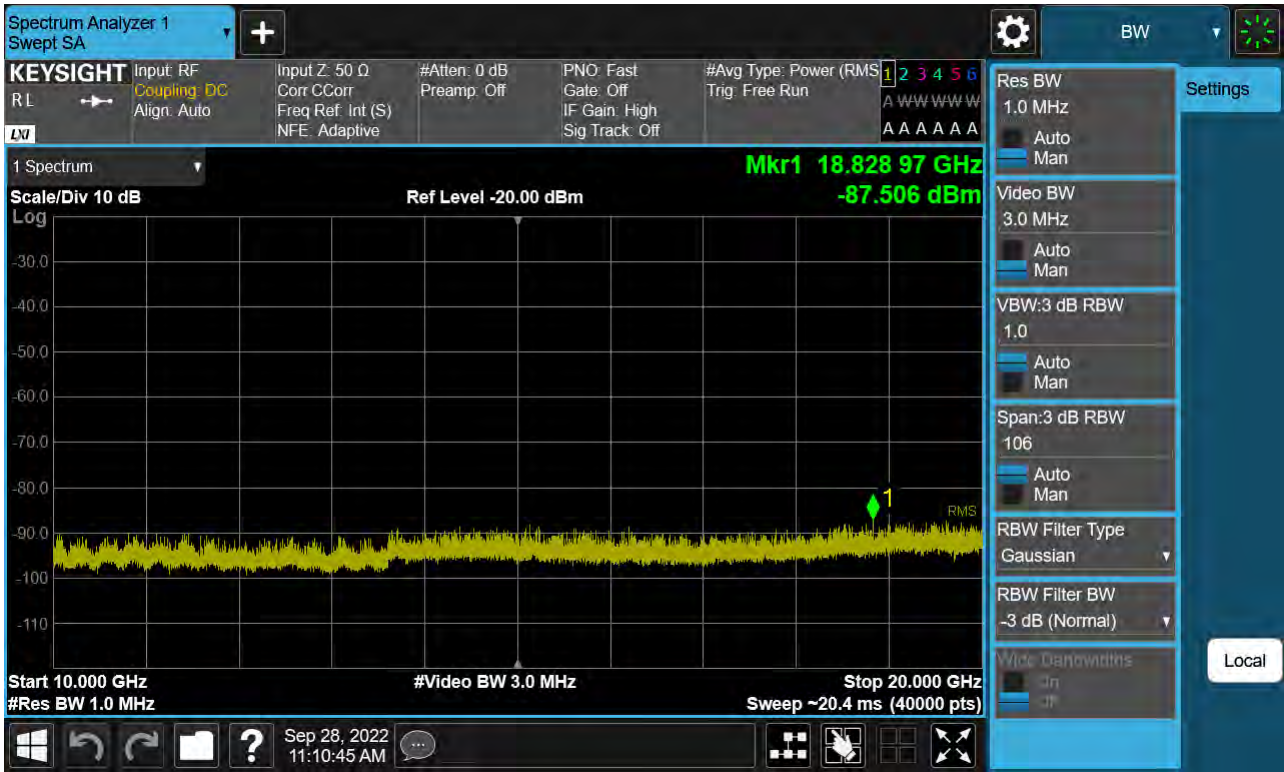 Spectrum Analyzer 1
Swept SA
+
BW
KEYSIGHT
RL
LXI
Input: RF
Coupling: DC
Align: Auto
Input Z: 50 Ω
Corr CCorr
Freq Ref: Int (S)
NFE: Adaptive
#Atten: 0 dB
Preamp: Off
PNO: Fast
Gate: Off
IF Gain: High
Sig Track: Off
#Avg Type: Power (RMS
Trig: Free Run
1 2 3 4 5 6
A W W W W W
A A A A A A
1 Spectrum
Scale/Div 10 dB
Ref Level -20.00 dBm
Mkr1 18.828 97 GHz
-87.506 dBm
Log
-30.0
-40.0
-50.0
-60.0
-70.0
-80.0
-90.0
-100
-110
1
RMS
Start 10.000 GHz
#Res BW 1.0 MHz
#Video BW 3.0 MHz
Stop 20.000 GHz
Sweep ~20.4 ms (40000 pts)
Res BW
1.0 MHz
Auto
Man
Video BW
3.0 MHz
Auto
Man
VBW:3 dB RBW
1.0
Auto
Man
Span:3 dB RBW
106
Auto
Man
RBW Filter Type
Gaussian
RBW Filter BW
-3 dB (Normal)
Settings
Local
?
Sep 28, 2022
11:10:45 AM